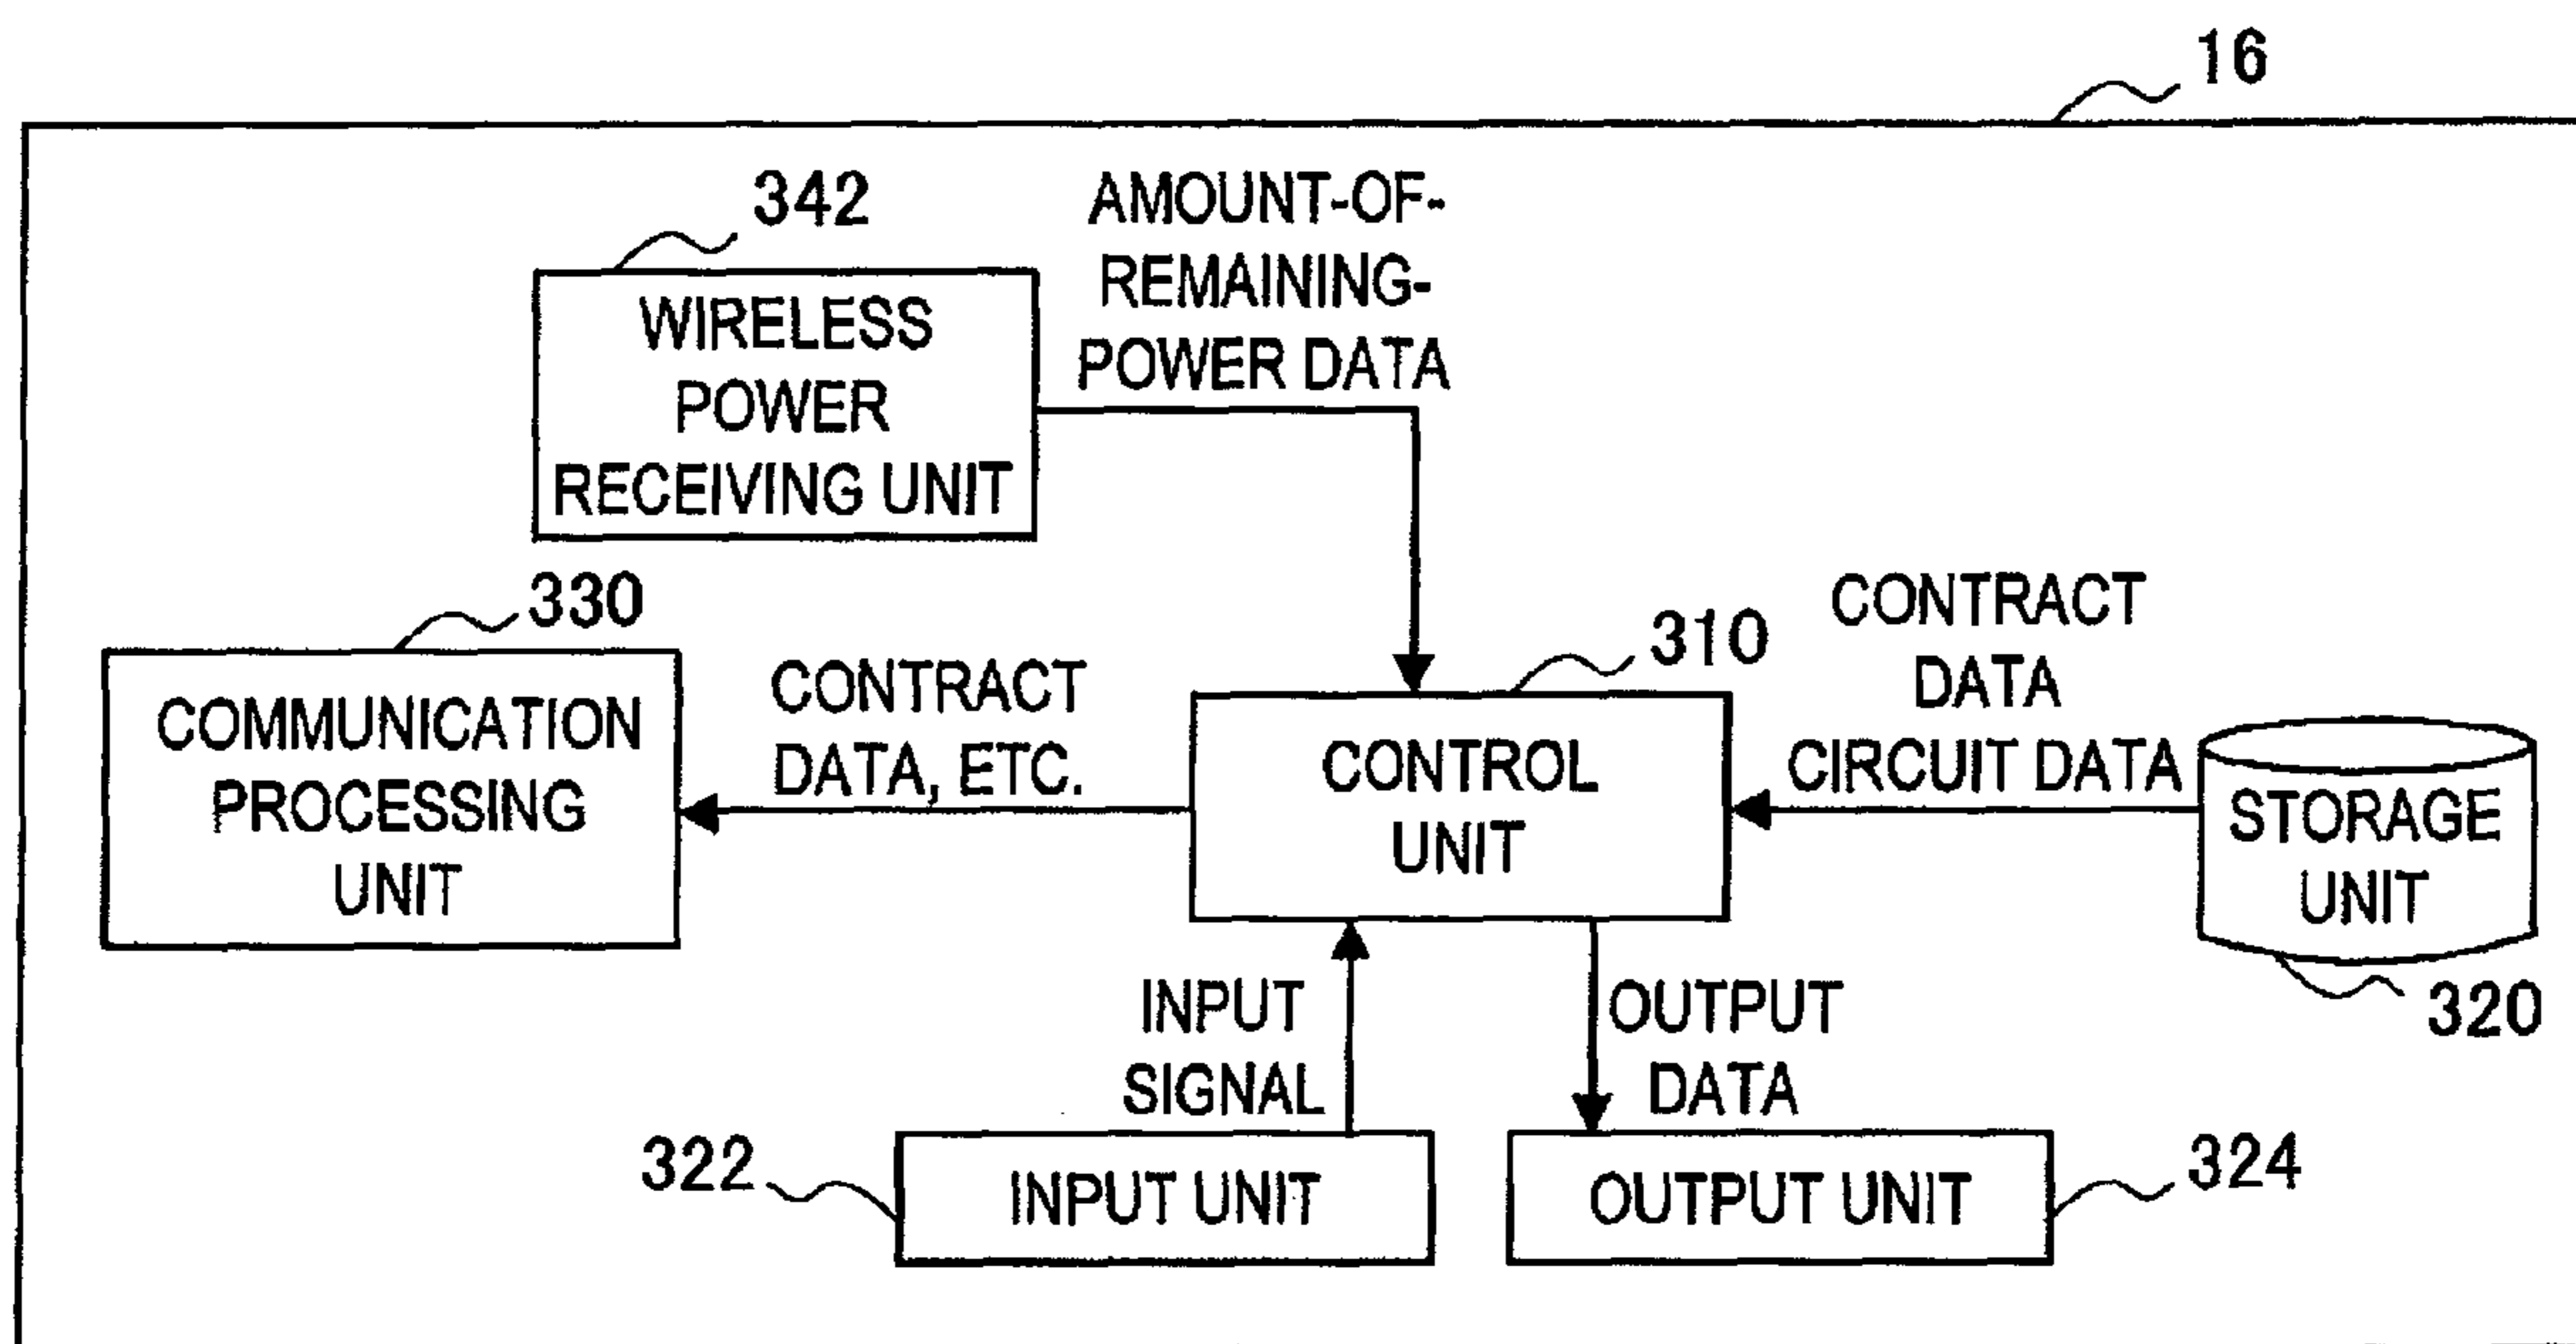 16
342
AMOUNT-OF-
REMAINING-
POWER DATA
WIRELESS
POWER
RECEIVING UNIT
330
COMMUNICATION
PROCESSING
UNIT
CONTRACT
DATA, ETC.
310
CONTROL
UNIT
CONTRACT
DATA
CIRCUIT DATA
STORAGE
UNIT
320
INPUT
SIGNAL
OUTPUT
DATA
322
INPUT UNIT
OUTPUT UNIT
324